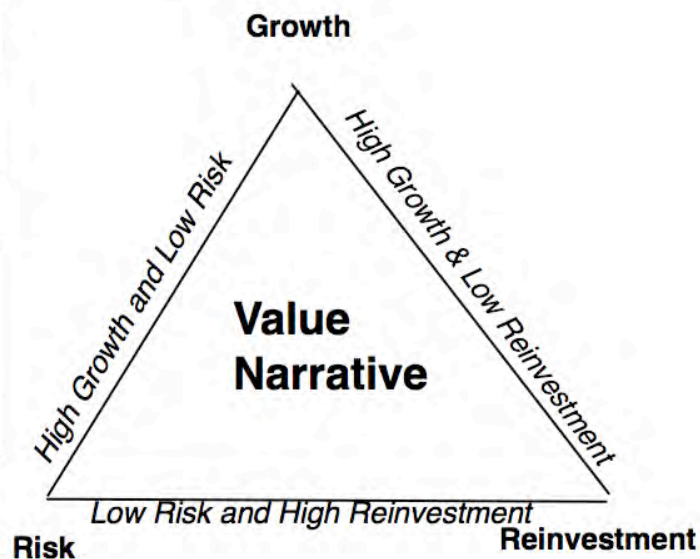 Growth
High Growth and Low Risk
High Growth & Low Reinvestment
Value
Narrative
Low Risk and High Reinvestment
Risk
Reinvestment